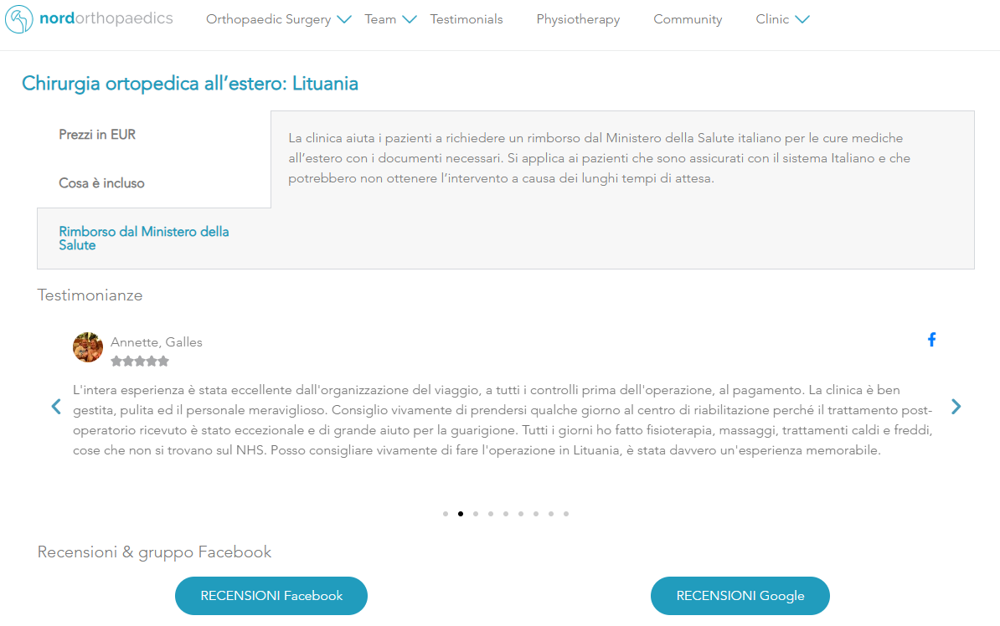 nordorthopaedics Orthopaedic Surgery Team Testimonials Physiotherapy Community Clinic
Chirurgia ortopedica all’estero: Lituania
Prezzi in EUR
Cosa è incluso
Rimborso dal Ministero della
Salute
La clinica aiuta i pazienti a richiedere un rimborso dal Ministero della Salute italiano per le cure mediche
all’estero con i documenti necessari. Si applica ai pazienti che sono assicurati con il sistema Italiano e che
potrebbero non ottenere l’intervento a causa dei lunghi tempi di attesa.
Testimonianze
Annette, Galles
L'intera esperienza è stata eccellente dall'organizzazione del viaggio, a tutti i controlli prima dell'operazione, al pagamento. La clinica è ben
gestita, pulita ed il personale meraviglioso. Consiglio vivamente di prendersi qualche giorno al centro di riabilitazione perché il trattamento post-
operatorio ricevuto è stato eccezionale e di grande aiuto per la guarigione. Tutti i giorni ho fatto fisioterapia, massaggi, trattamenti caldi e freddi,
cose che non si trovano sul NHS. Posso consigliare vivamente di fare l'operazione in Lituania, è stata davvero un'esperienza memorabile.
Recensioni & gruppo Facebook
RECENSIONI Facebook RECENSIONI Google